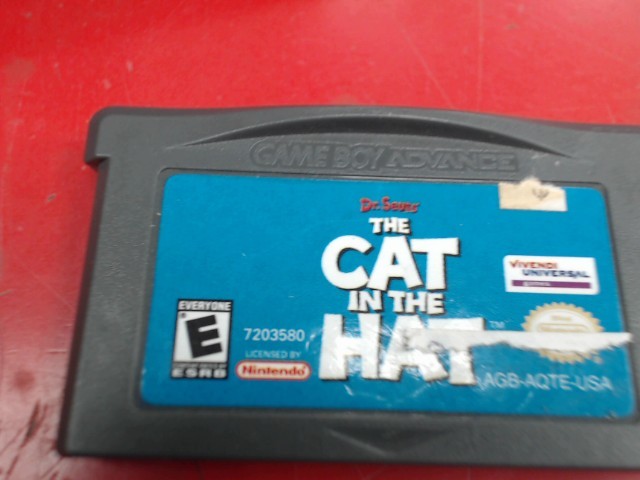 GAME BOY ADVANCE
Dr. Seuss
THE
CAT
IN THE
HAT™
VIVENDI
UNIVERSAL
games
EVERYONE
E
ESRB
7203580
LICENSED BY
Nintendo
AGB-AQTE-USA